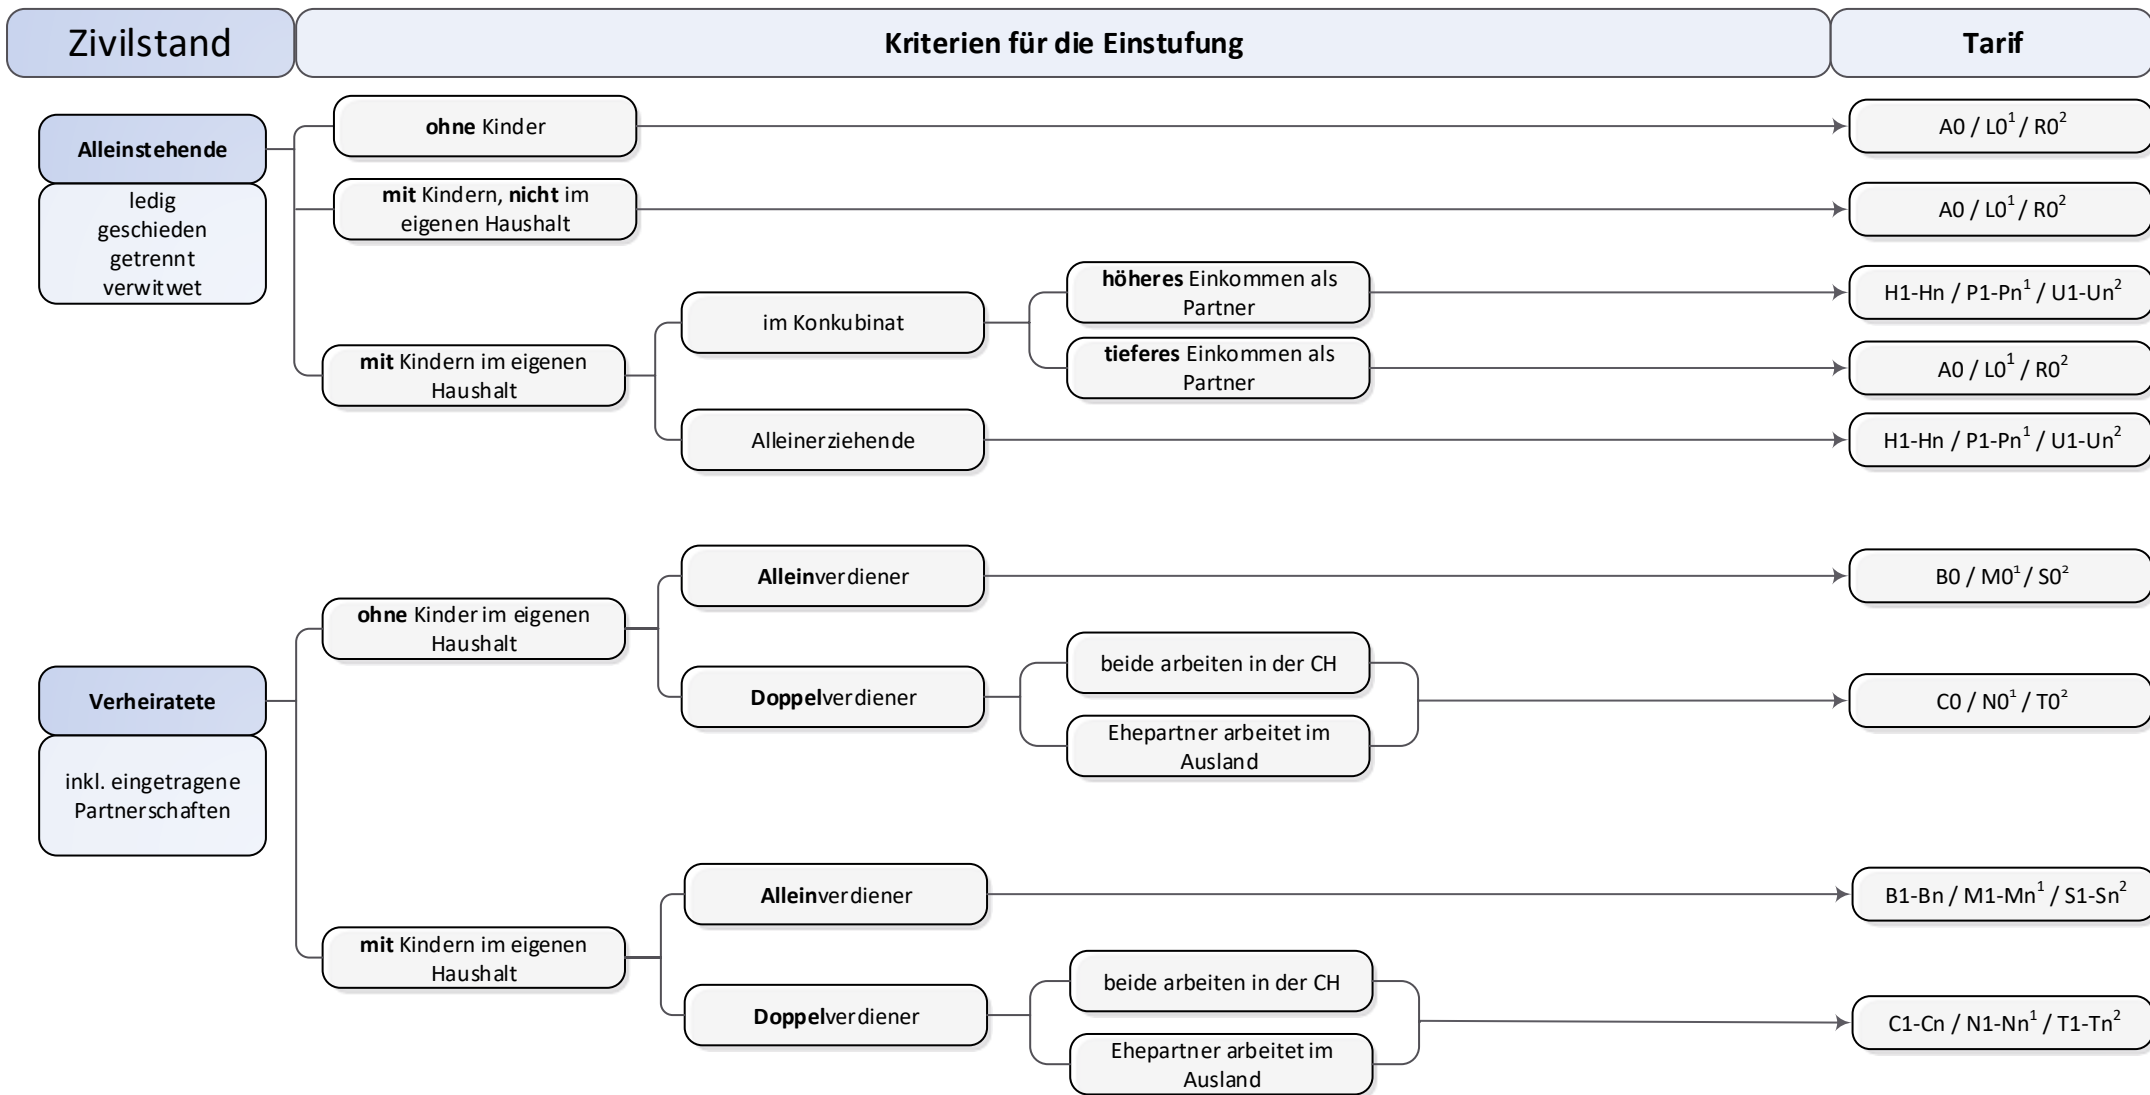 Zivilstand
Kriterien für die Einstufung
Tarif
Alleinstehende
ledig
geschieden
getrennt
verwitwet
ohne Kinder
A0 / L0¹ / R0²
mit Kindern, nicht im
eigenen Haushalt
A0 / L0¹ / R0²
mit Kindern im eigenen
Haushalt
im Konkubinat
höheres Einkommen als
Partner
H1-Hn / P1-Pn¹ / U1-Un²
tieferes Einkommen als
Partner
A0 / L0¹ / R0²
Alleinerziehende
H1-Hn / P1-Pn¹ / U1-Un²
Verheiratete
inkl. eingetragene
Partnerschaften
ohne Kinder im eigenen
Haushalt
Alleinverdiener
B0 / M0¹ / S0²
Doppelverdiener
beide arbeiten in der CH
Ehepartner arbeitet im
Ausland
C0 / N0¹ / T0²
mit Kindern im eigenen
Haushalt
Alleinverdiener
B1-Bn / M1-Mn¹ / S1-Sn²
Doppelverdiener
beide arbeiten in der CH
Ehepartner arbeitet im
Ausland
C1-Cn / N1-Nn¹ / T1-Tn²